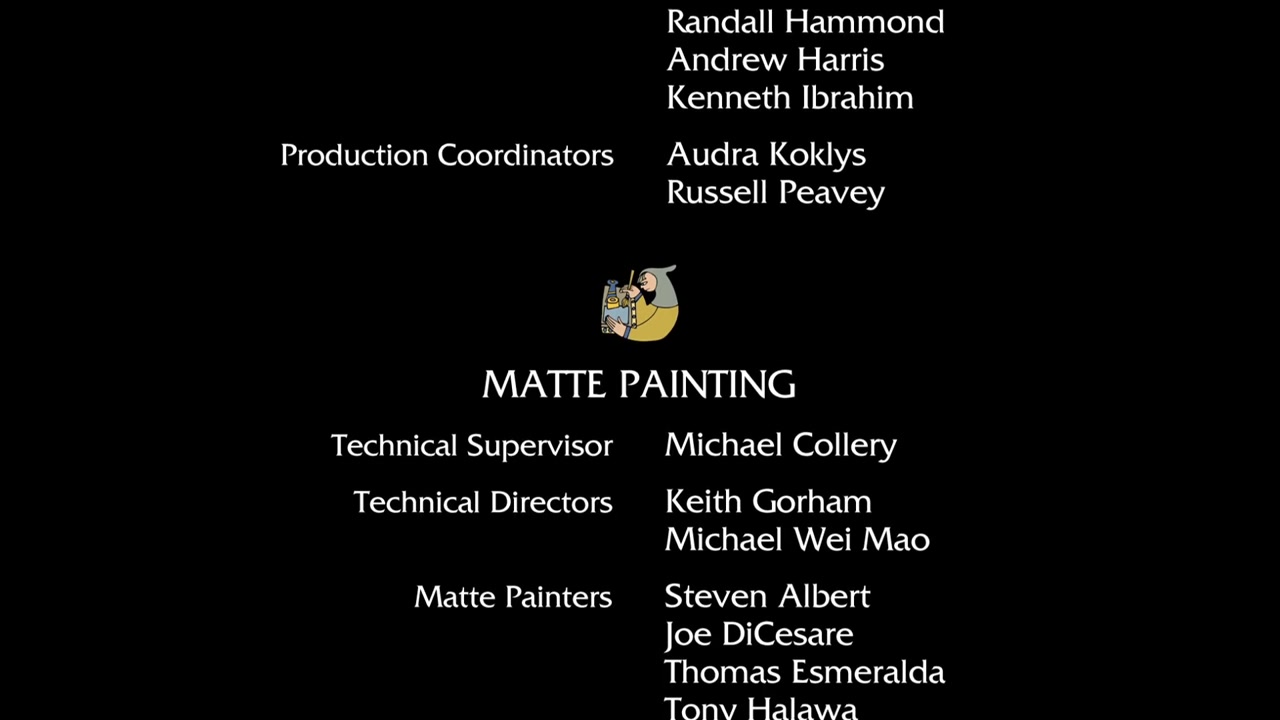 Randall Hammond
Andrew Harris
Kenneth Ibrahim
Production Coordinators Audra Koklys
Russell Peavey
MATTE PAINTING
Technical Supervisor Michael Collery
Technical Directors Keith Gorham
Michael Wei Mao
Matte Painters Steven Albert
Joe DiCesare
Thomas Esmeralda
Tony Halawa